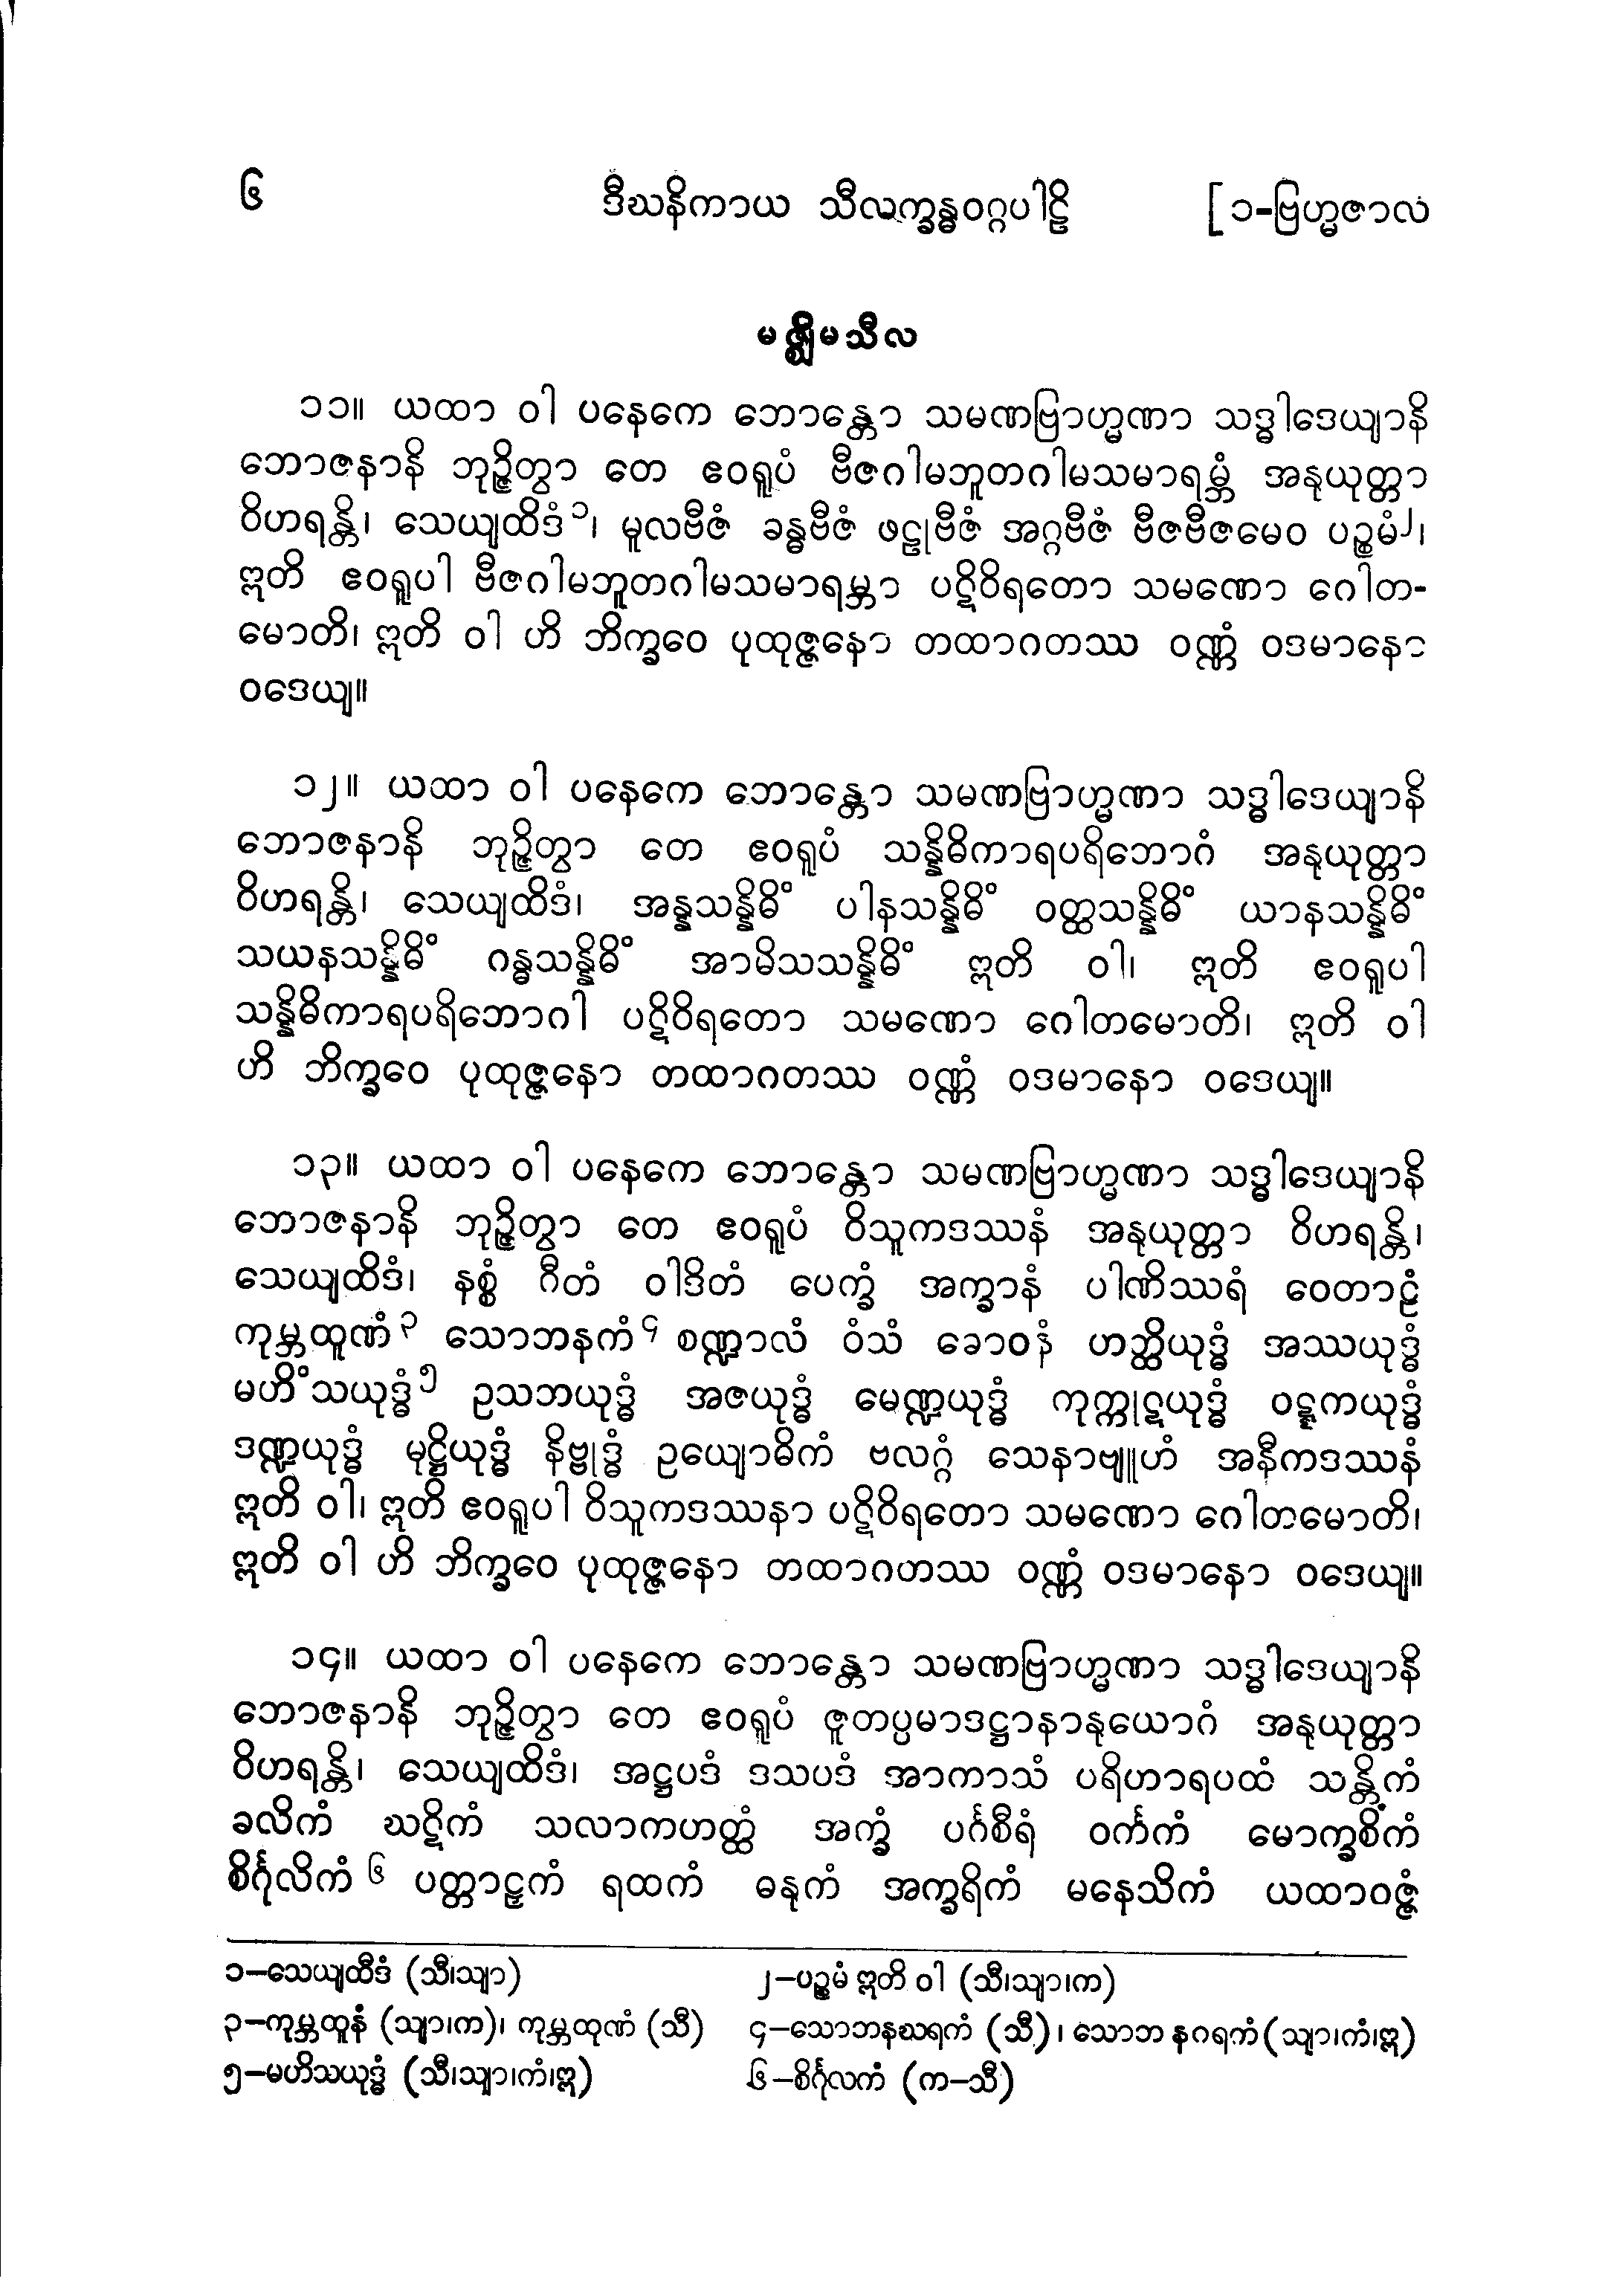 ၆ ဒီဃနိကာယ သီလက္ခန္ဓဝဂ္ဂပါဠိ [၁-ဗြဟ္မဇာလ
မဇ္ဈိမသီလ
၁၁။ ယထာ ဝါ ပနေကေ ဘောန္တော သမဏဗြာဟ္မဏာ သဒ္ဓါဒေယျာနိ
ဘောဇနာနိ ဘုဉ္ဇိတွာ တေ ဧဝရူပံ ဗီဇဂါမဘူတဂါမသမာရမ္ဘံ အနုယုတ္တာ
ဝိဟရန္တိ၊ သေယျထိဒံ၁၊ မူလဗီဇံ ခန္ဓဗီဇံ ဖဠုဗီဇံ အဂ္ဂဗီဇံ ဗီဇဗီဇမေဝ ပဉ္စမံ၂၊
ဣတိ ဧဝရူပါ ဗီဇဂါမဘူတဂါမသမာရမ္ဘာ ပဋိဝိရတော သမဏော ဂေါတ-
မောတိ၊ ဣတိ ဝါ ဟိ ဘိက္ခဝေ ပုထုဇ္ဇနော တထာဂတဿ ဝဏ္ဏံ ဝဒမာနော
ဝဒေယျ။
၁၂။ ယထာ ဝါ ပနေကေ ဘောန္တော သမဏဗြာဟ္မဏာ သဒ္ဓါဒေယျာနိ
ဘောဇနာနိ ဘုဉ္ဇိတွာ တေ ဧဝရူပံ သန္နိဓိကာရပရိဘောဂံ အနုယုတ္တာ
ဝိဟရန္တိ၊ သေယျထိဒံ၊ အန္နသန္နိဓိံ ပါနသန္နိဓိံ ဝတ္ထသန္နိဓိံ ယာနသန္နိဓိံ
သယနသန္နိဓိံ ဂန္ဓသန္နိဓိံ အာမိသသန္နိဓိံ ဣတိ ဝါ၊ ဣတိ ဧဝရူပါ
သန္နိဓိကာရပရိဘောဂါ ပဋိဝိရတော သမဏော ဂေါတမောတိ၊ ဣတိ ဝါ
ဟိ ဘိက္ခဝေ ပုထုဇ္ဇနော တထာဂတဿ ဝဏ္ဏံ ဝဒမာနော ဝဒေယျ။
၁၃။ ယထာ ဝါ ပနေကေ ဘောန္တော သမဏဗြာဟ္မဏာ သဒ္ဓါဒေယျာနိ
ဘောဇနာနိ ဘုဉ္ဇိတွာ တေ ဧဝရူပံ ဝိသူကဒဿနံ အနုယုတ္တာ ဝိဟရန္တိ၊
သေယျထိဒံ၊ နစ္စံ ဂီတံ ဝါဒိတံ ပေက္ခံ အက္ခာနံ ပါဏိဿရံ ဝေတာဠံ
ကုမ္ဘထူဏံ၃ သောဘနကံ၄ စဏ္ဍာလံ ဝံသံ ဓောဝနံ ဟတ္ထိယုဒ္ဓံ အဿယုဒ္ဓံ
မဟိံသယုဒ္ဓံ၅ ဥသဘယုဒ္ဓံ အဇယုဒ္ဓံ မေဏ္ဍယုဒ္ဓံ ကုက္ကုဋယုဒ္ဓံ ဝဋ္ဋကယုဒ္ဓံ
ဒဏ္ဍယုဒ္ဓံ မုဋ္ဌိယုဒ္ဓံ နိဗ္ဗုဒ္ဓံ ဥယျောဓိကံ ဗလဂ္ဂံ သေနာဗျူဟံ အနီကဒဿနံ
ဣတိ ဝါ၊ ဣတိ ဧဝရူပါ ဝိသူကဒဿနာ ပဋိဝိရတော သမဏော ဂေါတမောတိ၊
ဣတိ ဝါ ဟိ ဘိက္ခဝေ ပုထုဇ္ဇနော တထာဂတဿ ဝဏ္ဏံ ဝဒမာနော ဝဒေယျ။
၁၄။ ယထာ ဝါ ပနေကေ ဘောန္တော သမဏဗြာဟ္မဏာ သဒ္ဓါဒေယျာနိ
ဘောဇနာနိ ဘုဉ္ဇိတွာ တေ ဧဝရူပံ ဇူတပ္ပမာဒဋ္ဌာနာနုယောဂံ အနုယုတ္တာ
ဝိဟရန္တိ၊ သေယျထိဒံ၊ အဋ္ဌပဒံ ဒသပဒံ အာကာသံ ပရိဟာရပထံ သန္တိကံ
ခလိကံ ဃဋိကံ သလာကဟတ္ထံ အက္ခံ ပင်္ဂစီရံ ဝင်္ကကံ မောက္ခစိကံ
စိင်္ဂုလိကံ၆ ပတ္တာဠှကံ ရထကံ ဓနုကံ အက္ခရိကံ မနေသိကံ ယထာဝဇ္ဇံ
၁−သေယျထီဒံ (သီ၊သျာ) ၂−ပဉ္စမံ ဣတိ ဝါ (သီ၊သျာ၊က)
၃−ကုမ္ဘထူနံ (သျာ၊က)၊ ကုမ္ဘထုဏံ (သီ) ၄−သောဘနဃရကံ (သီ)၊ သောဘနဂရကံ(သျာ၊ကံ၊ဣ)
၅−မဟိသယုဒ္ဓံ (သီ၊သျာ၊ကံ၊ဣ) ၆−စိင်္ဂုလကံ (က−သီ)